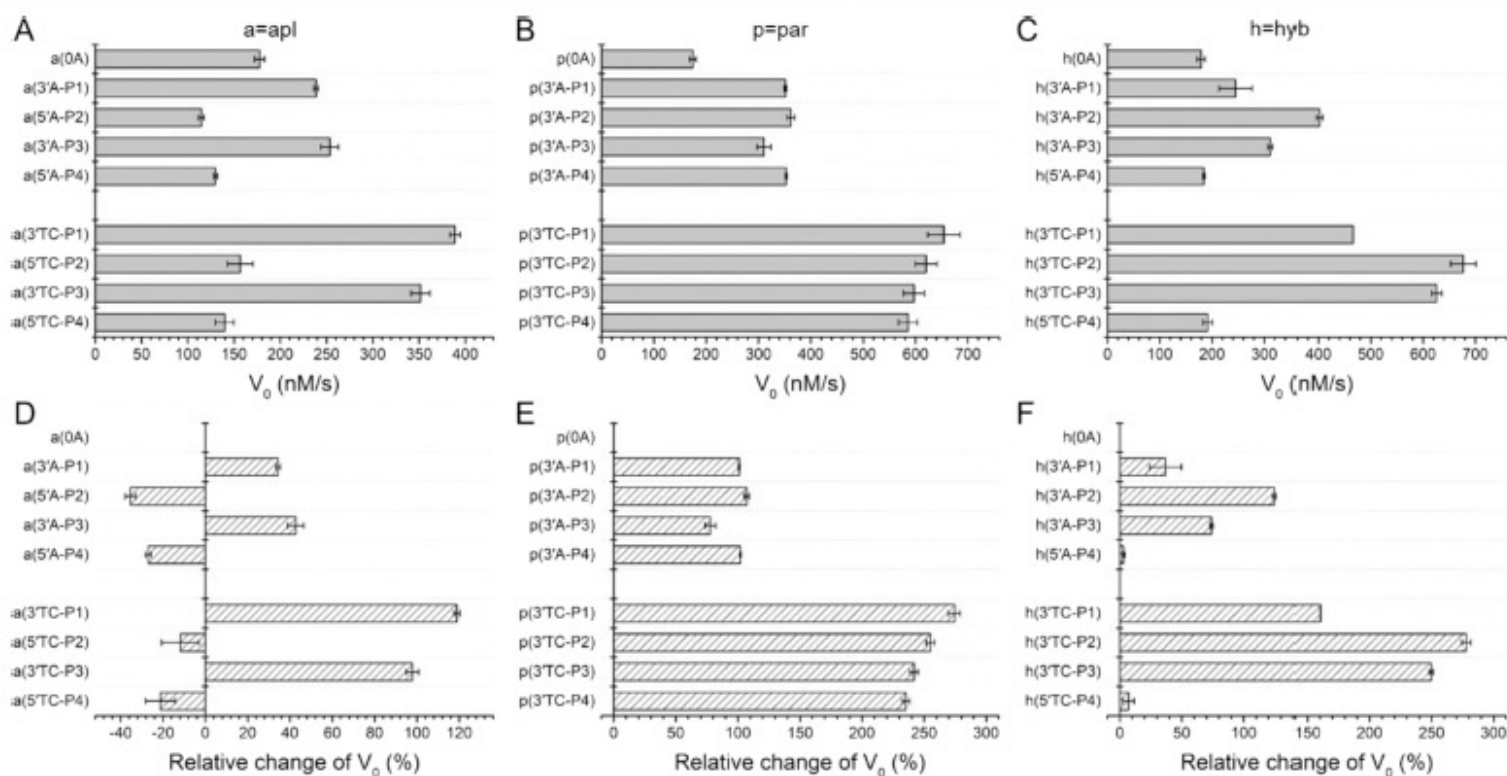 A
a=apl
a(0A)
a(3'A-P1)
a(5'A-P2)
a(3'A-P3)
a(5'A-P4)
a(3'TC-P1)
a(5'TC-P2)
a(3'TC-P3)
a(5'TC-P4)
0 50 100 150 200 250 300 350 400
V0 (nM/s)
B
p=par
p(0A)
p(3'A-P1)
p(3'A-P2)
p(3'A-P3)
p(3'A-P4)
p(3'TC-P1)
p(3'TC-P2)
p(3'TC-P3)
p(3'TC-P4)
0 100 200 300 400 500 600 700
V0 (nM/s)
C
h=hyb
h(0A)
h(3'A-P1)
h(3'A-P2)
h(3'A-P3)
h(5'A-P4)
h(3'TC-P1)
h(3'TC-P2)
h(3'TC-P3)
h(5'TC-P4)
0 100 200 300 400 500 600 700
V0 (nM/s)
D
a(0A)
a(3'A-P1)
a(5'A-P2)
a(3'A-P3)
a(5'A-P4)
a(3'TC-P1)
a(5'TC-P2)
a(3'TC-P3)
a(5'TC-P4)
-40 -20 0 20 40 60 80 100 120
Relative change of V0 (%)
E
p(0A)
p(3'A-P1)
p(3'A-P2)
p(3'A-P3)
p(3'A-P4)
p(3'TC-P1)
p(3'TC-P2)
p(3'TC-P3)
p(3'TC-P4)
0 50 100 150 200 250 300
Relative change of V0 (%)
F
h(0A)
h(3'A-P1)
h(3'A-P2)
h(3'A-P3)
h(5'A-P4)
h(3'TC-P1)
h(3'TC-P2)
h(3'TC-P3)
h(5'TC-P4)
0 50 100 150 200 250 300
Relative change of V0 (%)